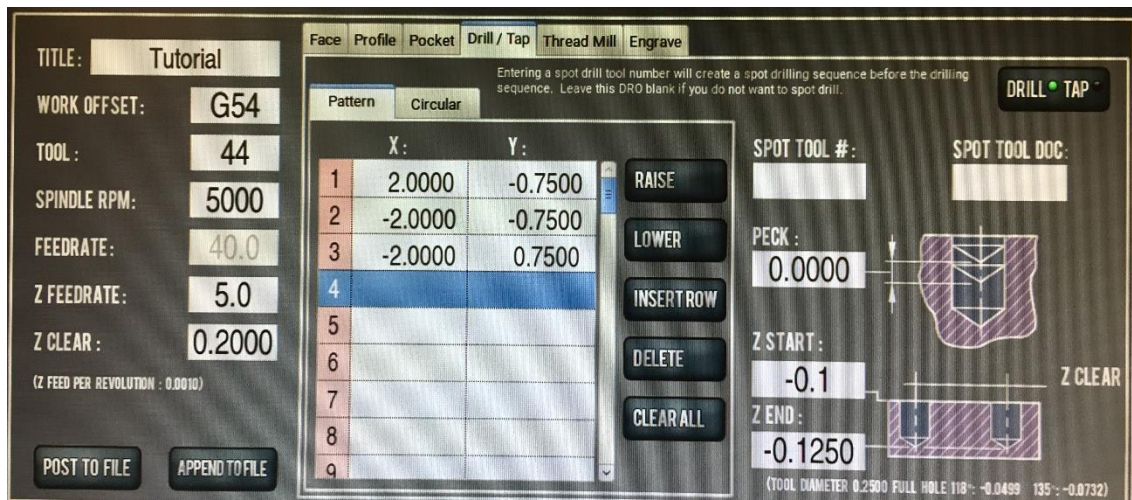 TITLE: Tutorial
WORK OFFSET: G54
TOOL: 44
SPINDLE RPM: 5000
FEEDRATE: 40.0
Z FEEDRATE: 5.0
Z CLEAR: 0.2000
(Z FEED PER REVOLUTION : 0.0010)
POST TO FILE
APPEND TO FILE
Face Profile Pocket Drill / Tap Thread Mill Engrave
Entering a spot drill tool number will create a spot drilling sequence before the drilling
sequence. Leave this DRO blank if you do not want to spot drill.
DRILL TAP
Pattern Circular
X: Y:
1 2.0000 -0.7500
2 -2.0000 -0.7500
3 -2.0000 0.7500
4
5
6
7
8
9
RAISE
LOWER
INSERT ROW
DELETE
CLEAR ALL
SPOT TOOL #:
SPOT TOOL DOC:
PECK:
0.0000
Z START:
-0.1
Z CLEAR
Z END:
-0.1250
(TOOL DIAMETER 0.2500 FULL HOLE 118°: -0.0499 135°: -0.0732)